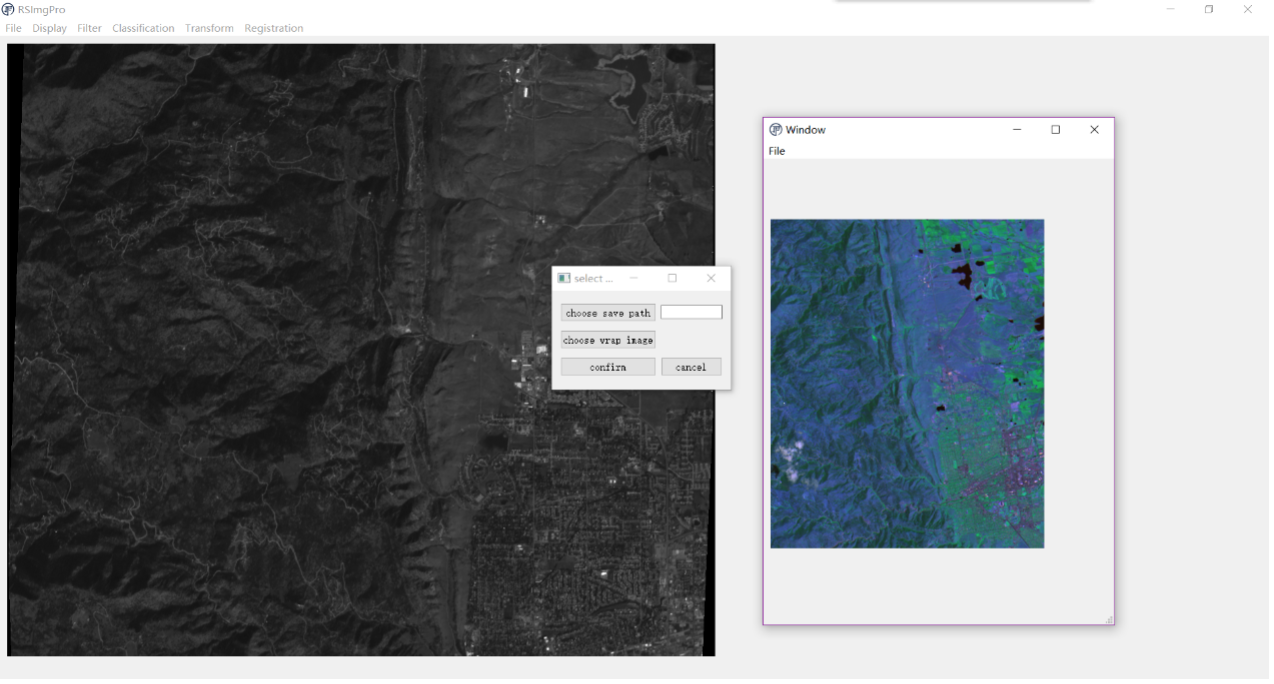 RSImgPro
File Display Filter Classification Transform Registration
Window
File
select ...
choose save path
choose wrap image
confirm cancel